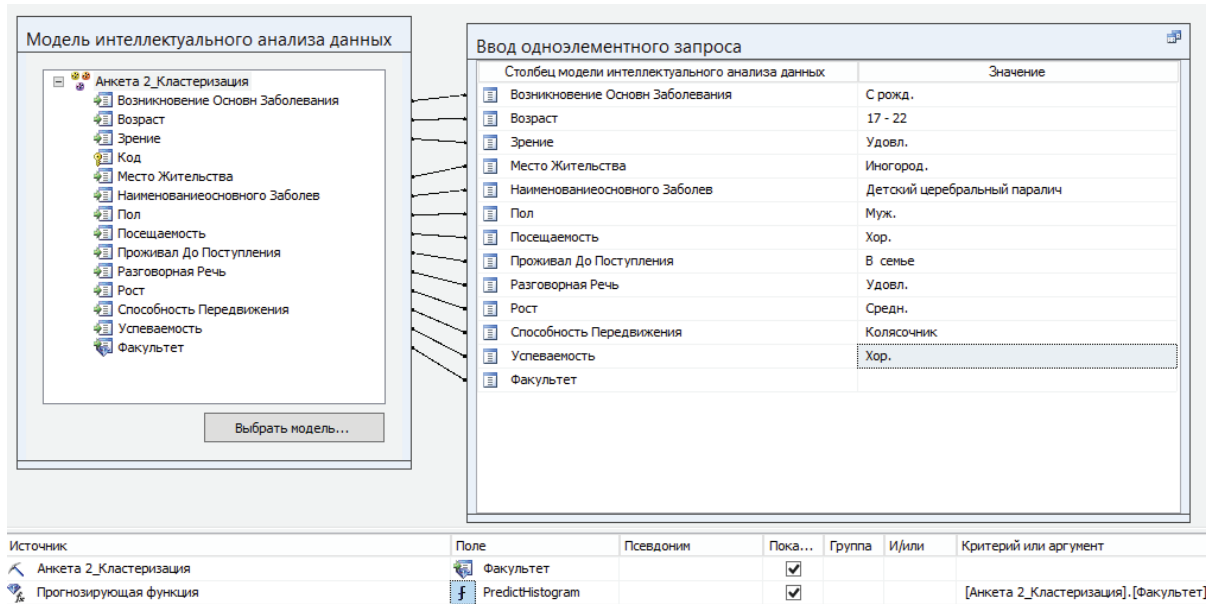 Модель интеллектуального анализа данных
Анкета 2_Кластеризация
Возникновение Основн Заболевания
Возраст
Зрение
Код
Место Жительства
Наименованиеосновного Заболев
Пол
Посещаемость
Проживал До Поступления
Разговорная Речь
Рост
Способность Передвижения
Успеваемость
Факультет
Выбрать модель...
Ввод одноэлементного запроса
Столбец модели интеллектуального анализа данных Значение
Возникновение Основн Заболевания С рожд.
Возраст 17 - 22
Зрение Удовл.
Место Жительства Иногород.
Наименованиеосновного Заболев Детский церебральный паралич
Пол Муж.
Посещаемость Хор.
Проживал До Поступления В семье
Разговорная Речь Удовл.
Рост Средн.
Способность Передвижения Колясочник
Успеваемость Хор.
Факультет
Источник Поле Псевдоним Пока... Группа И/или Критерий или аргумент
Анкета 2_Кластеризация Факультет
Прогнозирующая функция PredictHistogram [Анкета 2_Кластеризация].[Факультет]